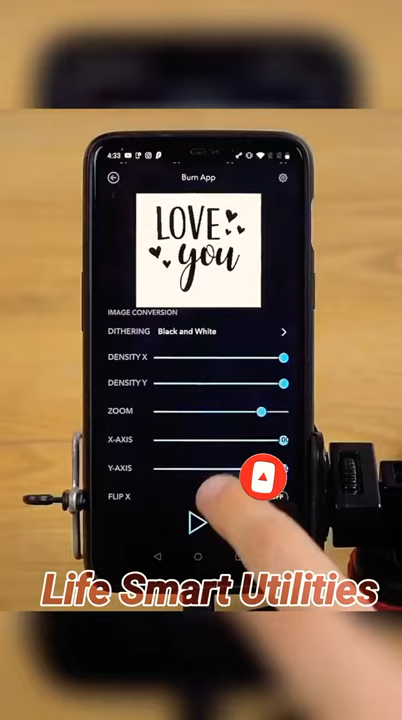 4:33
Burn App
LOVE
you
IMAGE CONVERSION
DITHERING Black and White
DENSITY X
DENSITY Y
ZOOM
X-AXIS
Y-AXIS
FLIP X
Life Smart Utilities